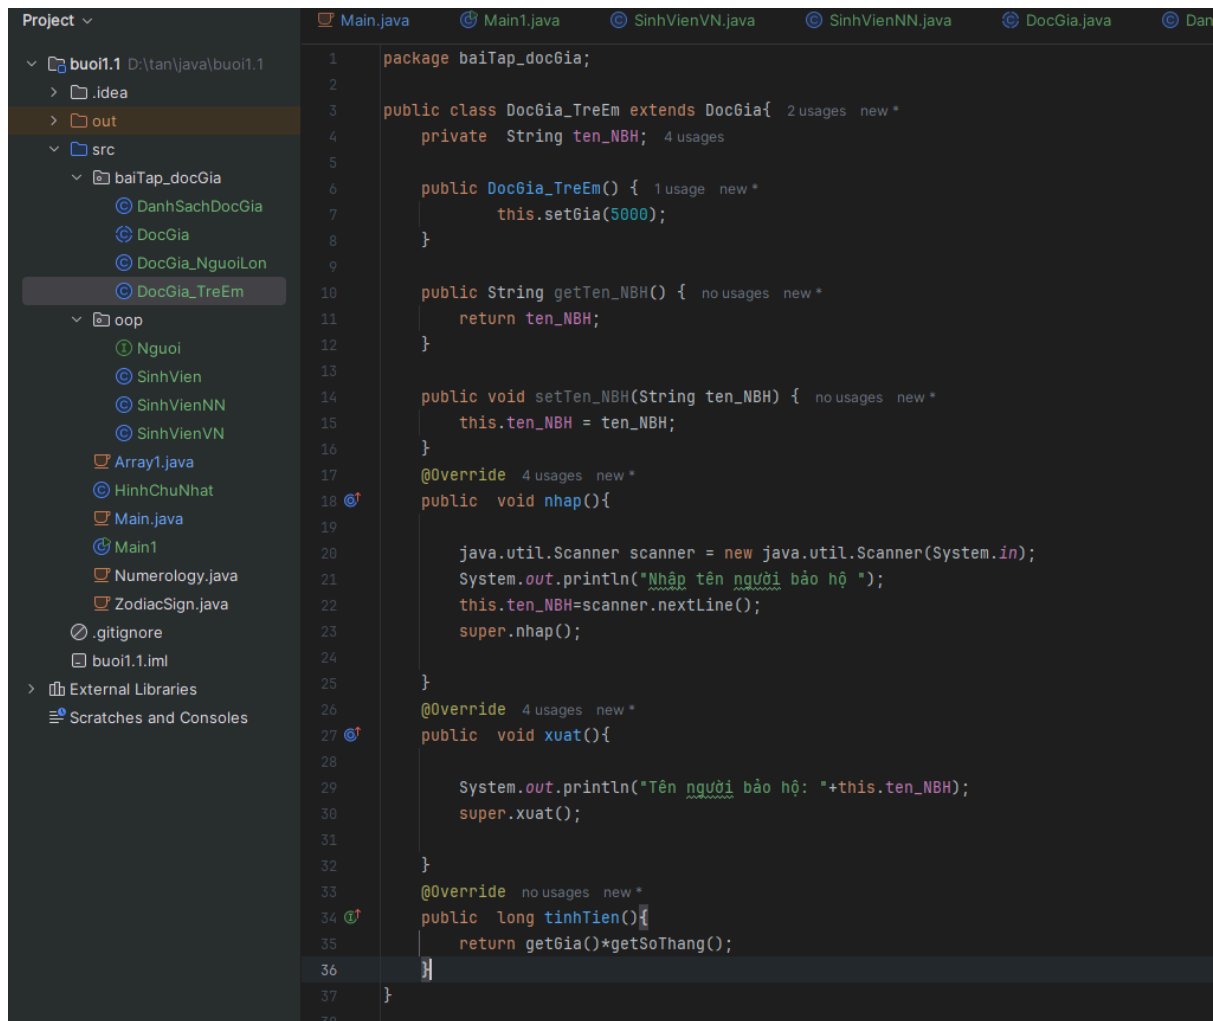 Project
buoi1.1 D:\tan\java\buoi1.1
.idea
out
src
baiTap_docGia
DanhSachDocGia
DocGia
DocGia_NguoiLon
DocGia_TreEm
oop
Nguoi
SinhVien
SinhVienNN
SinhVienVN
Array1.java
HinhChuNhat
Main.java
Main1
Numerology.java
ZodiacSign.java
.gitignore
buoi1.1.iml
External Libraries
Scratches and Consoles
Main.java Main1.java SinhVienVN.java SinhVienNN.java DocGia.java Dan
1 package baiTap_docGia;
2
3 public class DocGia_TreEm extends DocGia{ 2 usages new *
4 private String ten_NBH; 4 usages
5
6 public DocGia_TreEm() { 1 usage new *
7 this.setGia(5000);
8 }
9
10 public String getTen_NBH() { no usages new *
11 return ten_NBH;
12 }
13
14 public void setTen_NBH(String ten_NBH) { no usages new *
15 this.ten_NBH = ten_NBH;
16 }
17 @Override 4 usages new *
18 public void nhap(){
19
20 java.util.Scanner scanner = new java.util.Scanner(System.in);
21 System.out.println("Nhập tên người bảo hộ ");
22 this.ten_NBH=scanner.nextLine();
23 super.nhap();
24
25 }
26 @Override 4 usages new *
27 public void xuat(){
28
29 System.out.println("Tên người bảo hộ: "+this.ten_NBH);
30 super.xuat();
31
32 }
33 @Override no usages new *
34 public long tinhTien(){
35 return getGia()*getSoThang();
36 }
37 }
38